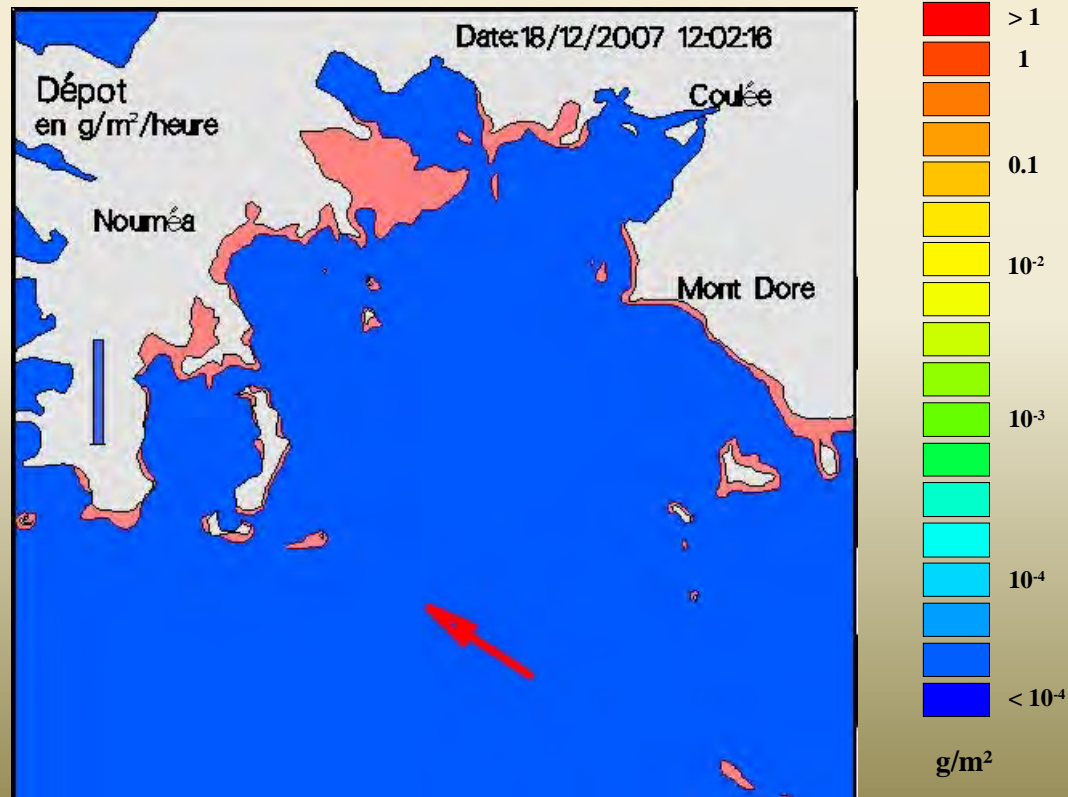 Date:18/12/2007 12:02:16
Dépot
en g/m²/heure
Coulée
Nouméa
Mont Dore
> 1
1
0.1
10⁻²
10⁻³
10⁻⁴
< 10⁻⁴
g/m²